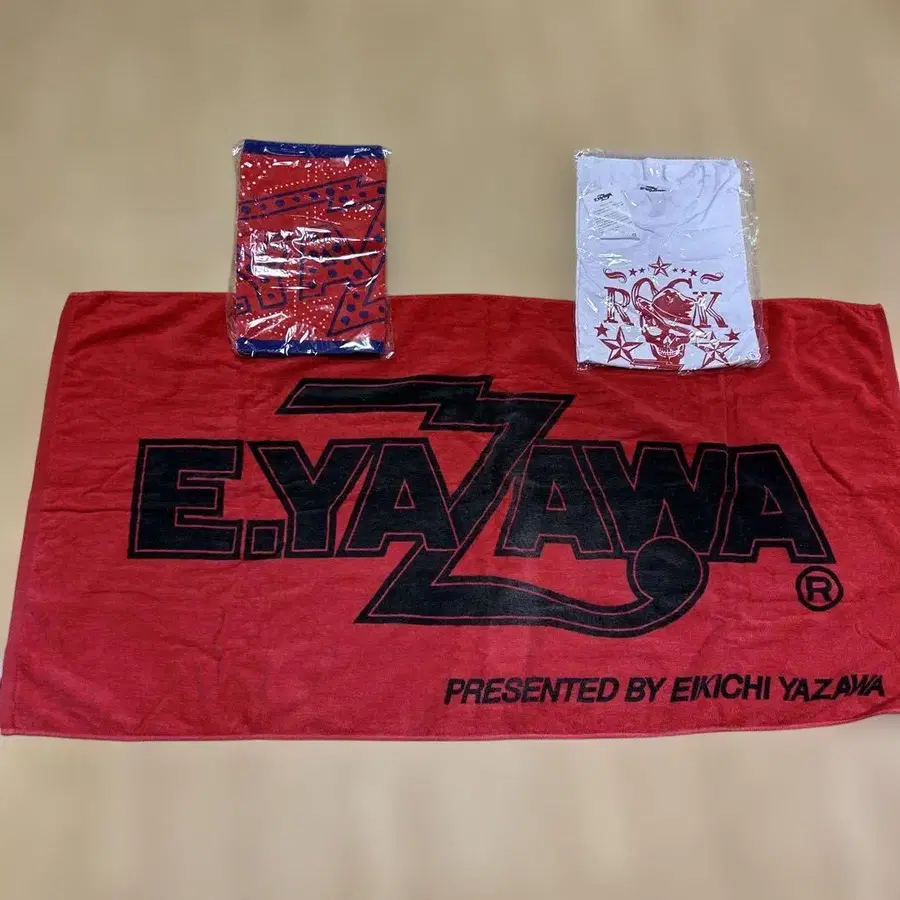 ROCK
E.YAZAWA
®
PRESENTED BY EIKICHI YAZAWA